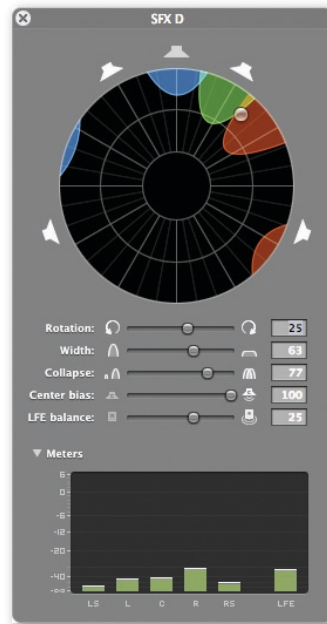 SFX D
Rotation: 25
Width: 63
Collapse: 77
Center bias: 100
LFE balance: 25
Meters
6
0
-6
-12
-20
-40
-∞
LS L C R RS LFE